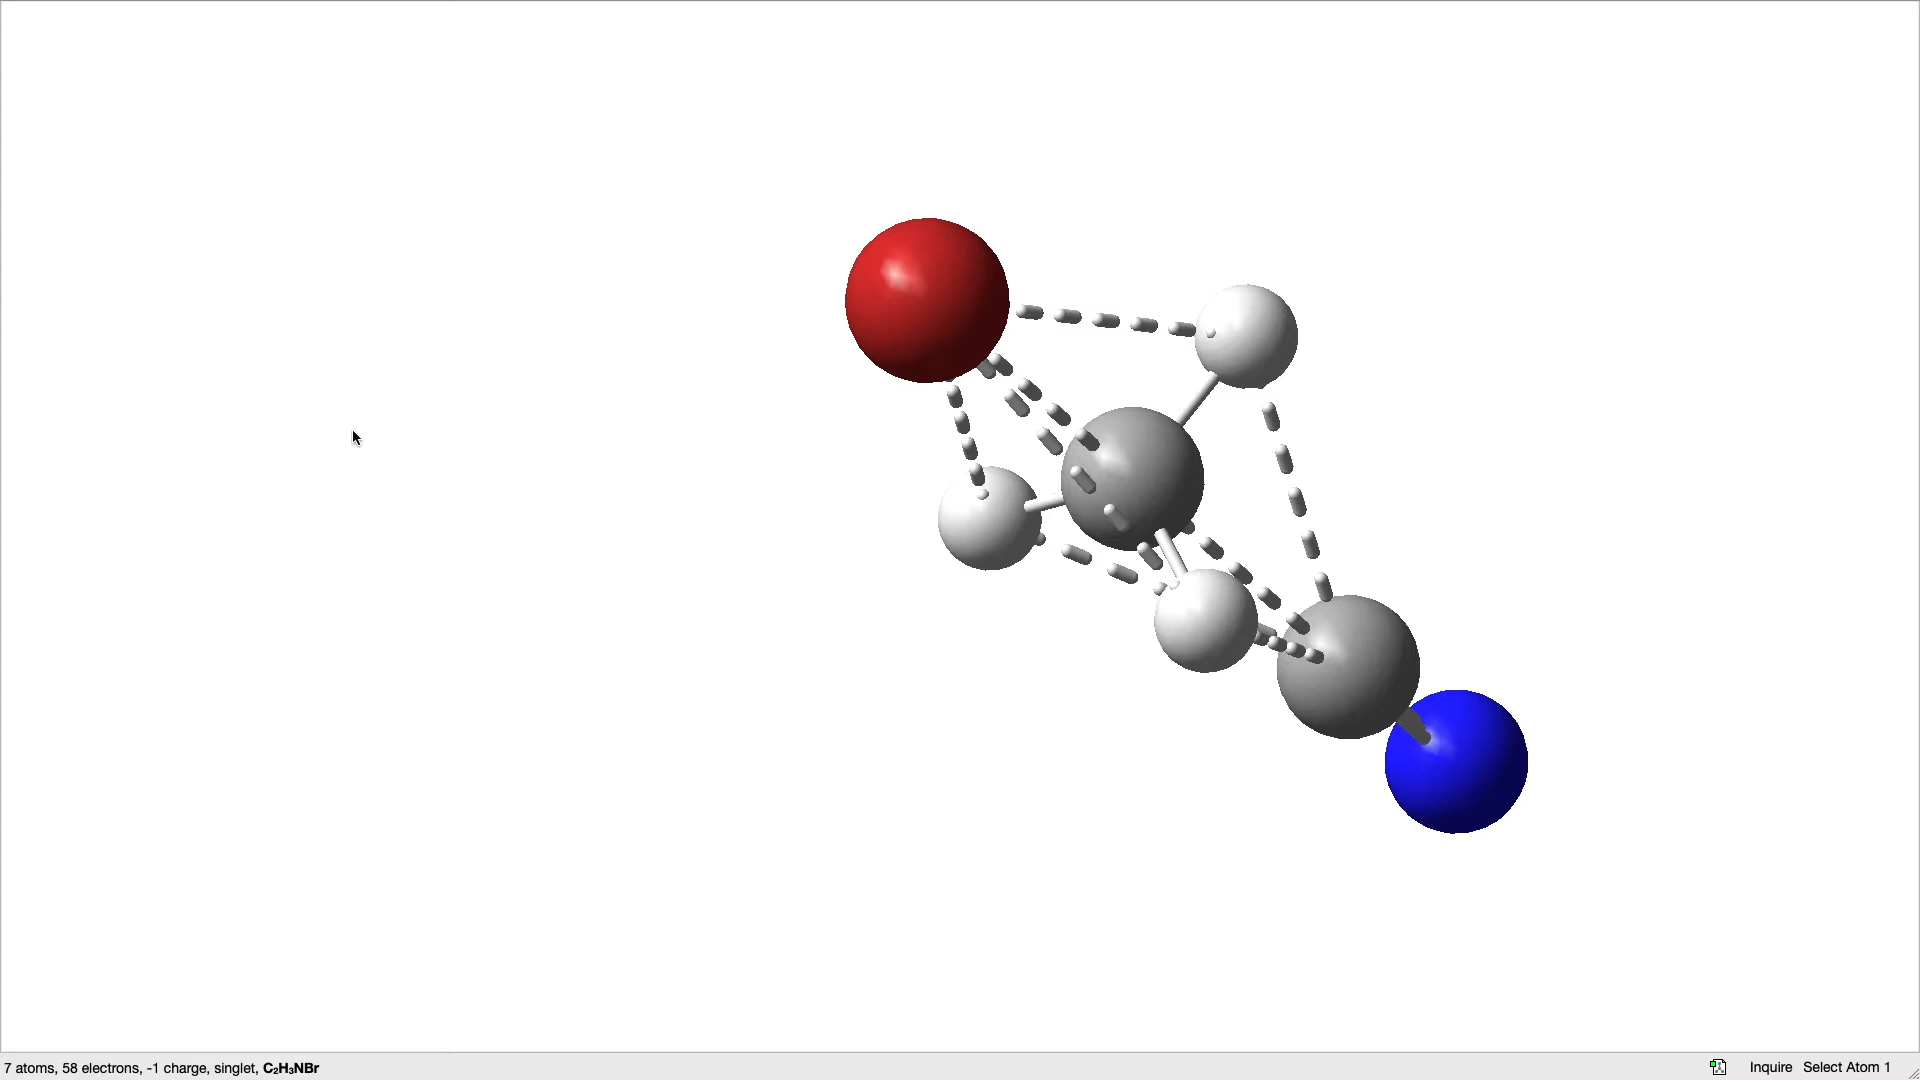 7 atoms, 58 electrons, -1 charge, singlet, C₂H₃NBr
Inquire Select Atom 1